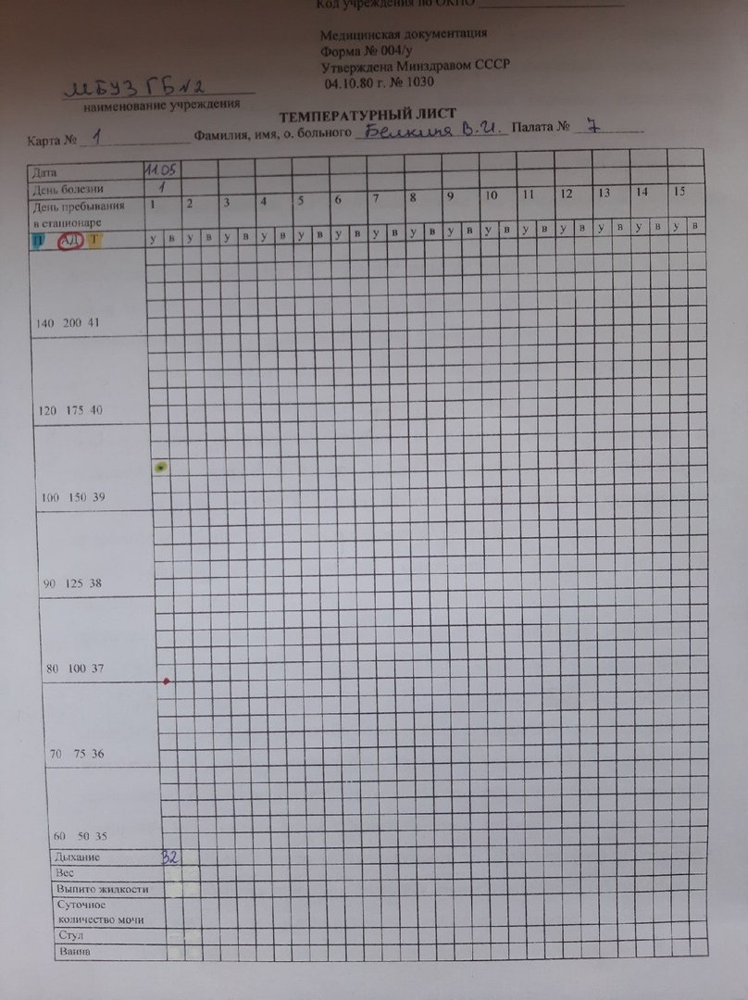 Код учреждения по ОКПО
Медицинская документация
Форма № 004/у
Утверждена Минздравом СССР
04.10.80 г. № 1030
МБУЗ ГБ№2
наименование учреждения
ТЕМПЕРАТУРНЫЙ ЛИСТ
Карта № 1 Фамилия, имя, о. больного Белкина В.И. Палата № 7
Дата 11.05
День болезни 1
День пребывания 1 2 3 4 5 6 7 8 9 10 11 12 13 14 15
в стационаре
П АД Т у в у в у в у в у в у в у в у в у в у в у в у в у в у в у в
140 200 41
120 175 40
100 150 39
90 125 38
80 100 37
70 75 36
60 50 35
Дыхание 32
Вес
Выпито жидкости
Суточное
количество мочи
Стул
Ванна